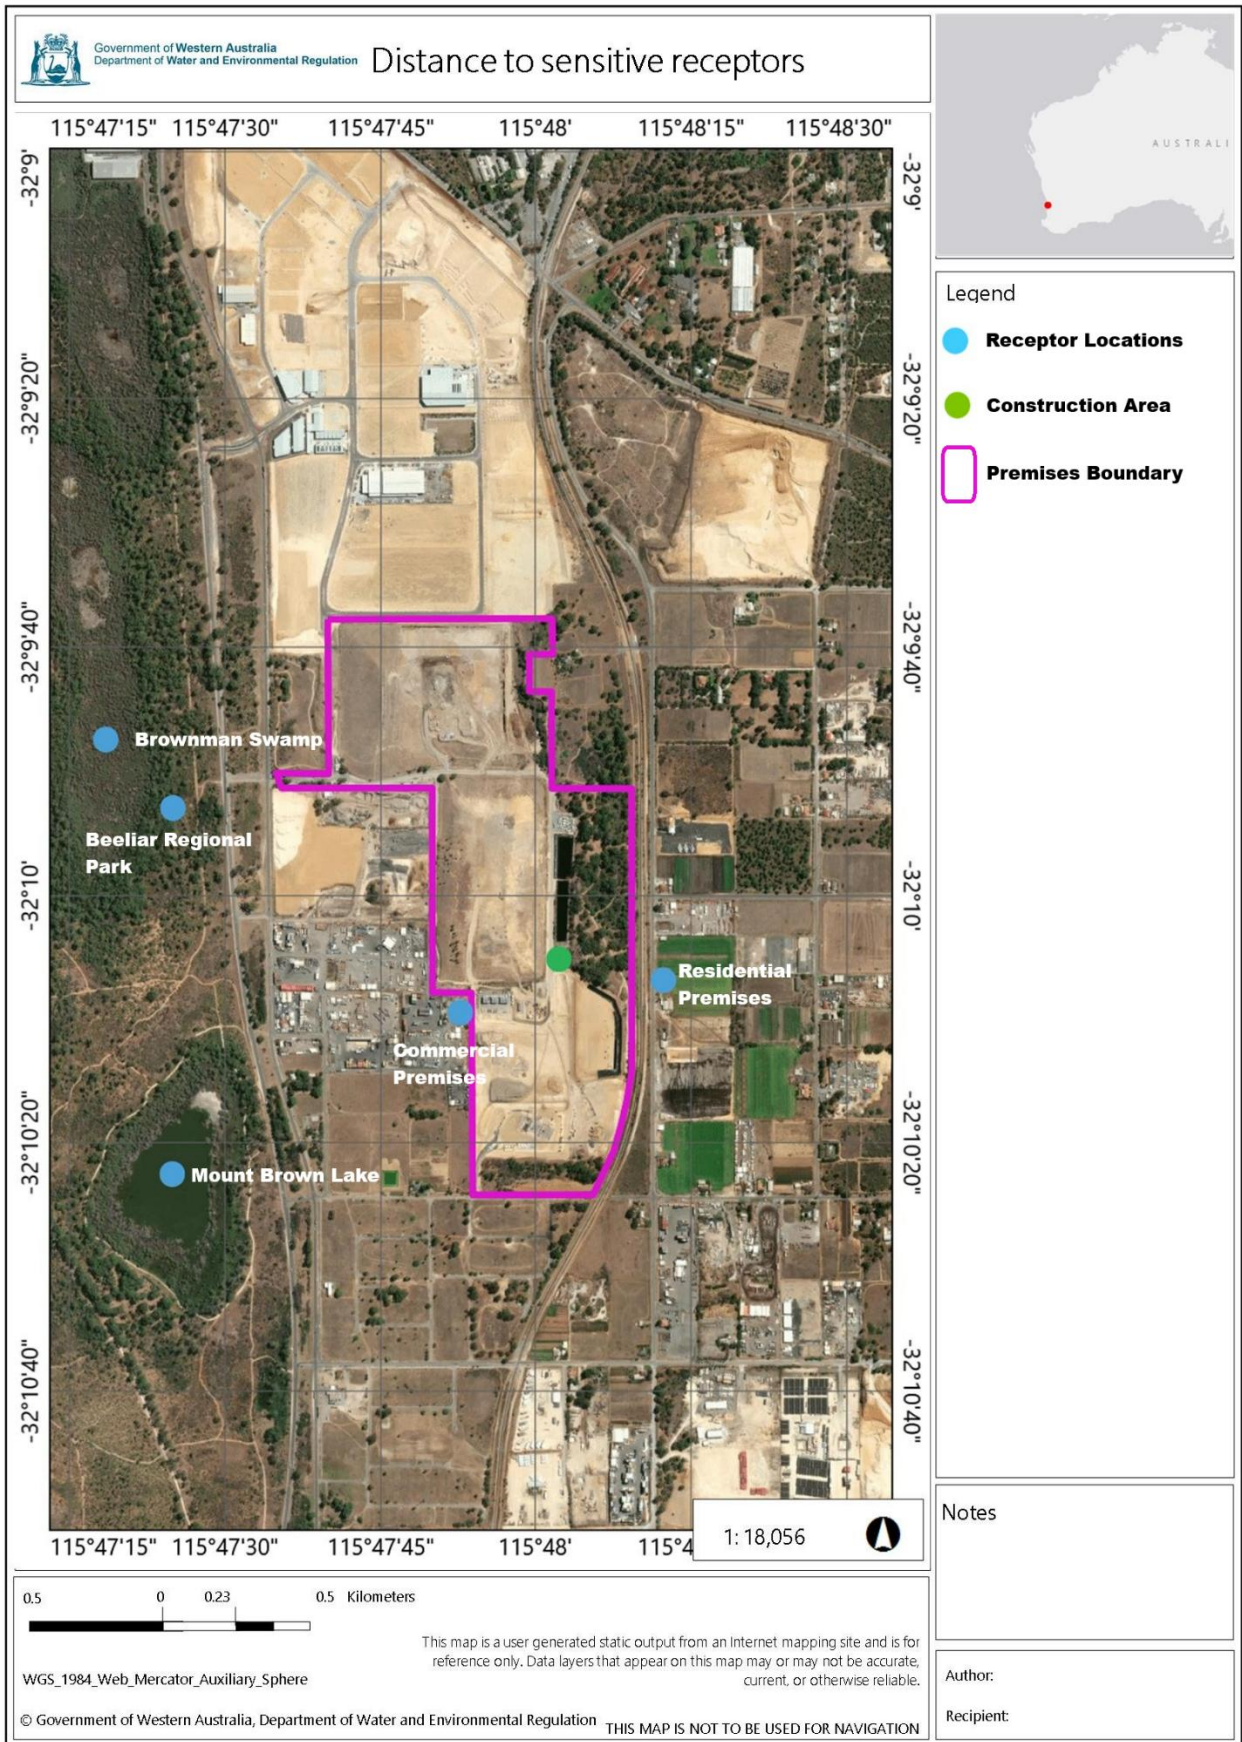 Government of Western Australia
Department of Water and Environmental Regulation
Distance to sensitive receptors
AUSTRALI
115°47'15" 115°47'30" 115°47'45" 115°48' 115°48'15" 115°48'30"
-32°9' -32°9'
-32°9'20" -32°9'20"
-32°9'40" -32°9'40"
-32°10' -32°10'
-32°10'20" -32°10'20"
-32°10'40" -32°10'40"
Brownman Swamp
Beeliar Regional
Park
Residential
Premises
Commercial
Premises
Mount Brown Lake
115°47'15" 115°47'30" 115°47'45" 115°48' 115°4
1: 18,056
Legend
Receptor Locations
Construction Area
Premises Boundary
0.5 0 0.23 0.5 Kilometers
WGS_1984_Web_Mercator_Auxiliary_Sphere
© Government of Western Australia, Department of Water and Environmental Regulation
This map is a user generated static output from an Internet mapping site and is for
reference only. Data layers that appear on this map may or may not be accurate,
current, or otherwise reliable.
THIS MAP IS NOT TO BE USED FOR NAVIGATION
Notes
Author:
Recipient: